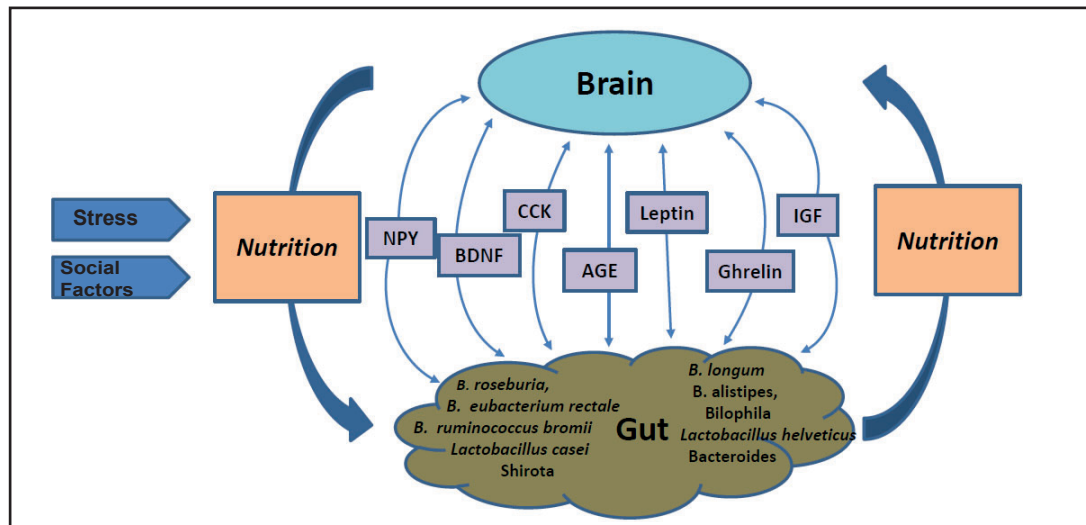 Brain
Stress
Social
Factors
Nutrition
NPY
BDNF
CCK
AGE
Leptin
Ghrelin
IGF
Nutrition
B. roseburia,
B. eubacterium rectale
B. ruminococcus bromii
Lactobacillus casei
Shirota
Gut
B. longum
B. alistipes,
Bilophila
Lactobacillus helveticus
Bacteroides